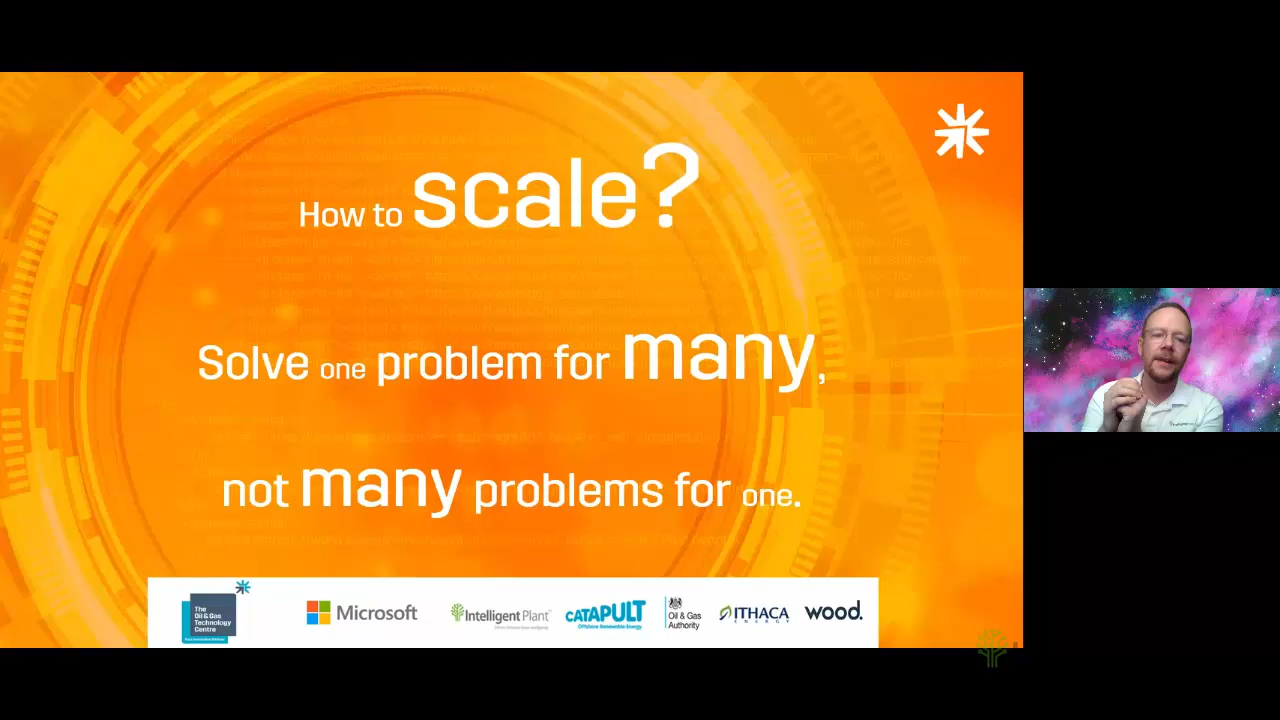 How to scale?
Solve one problem for many,
not many problems for one.
The
Oil & Gas
Technology
Centre
Microsoft
Intelligent Plant
CATAPULT
Offshore Renewable Energy
Oil & Gas
Authority
ITHACA
ENERGY
wood.